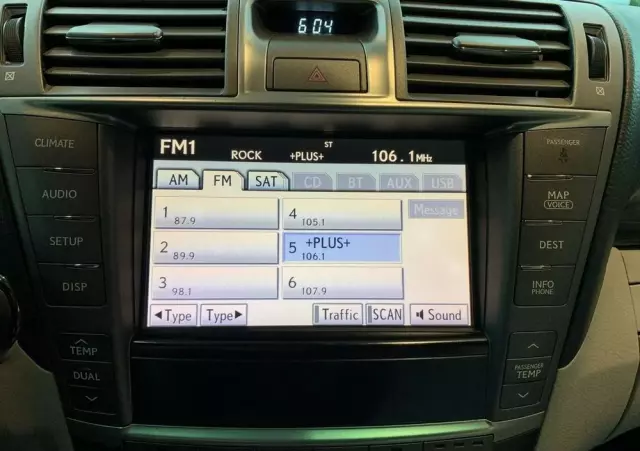 6:04
CLIMATE
AUDIO
SETUP
DISP
TEMP
DUAL
FM1 ROCK +PLUS+ ST 106.1MHz
AM FM SAT CD BT AUX USB
1 87.9
2 89.9
3 98.1
4 105.1
5 +PLUS+ 106.1
6 107.9
Message
◄Type Type► Traffic SCAN Sound
PASSENGER
MAP
VOICE
DEST
INFO
PHONE
PASSENGER
TEMP